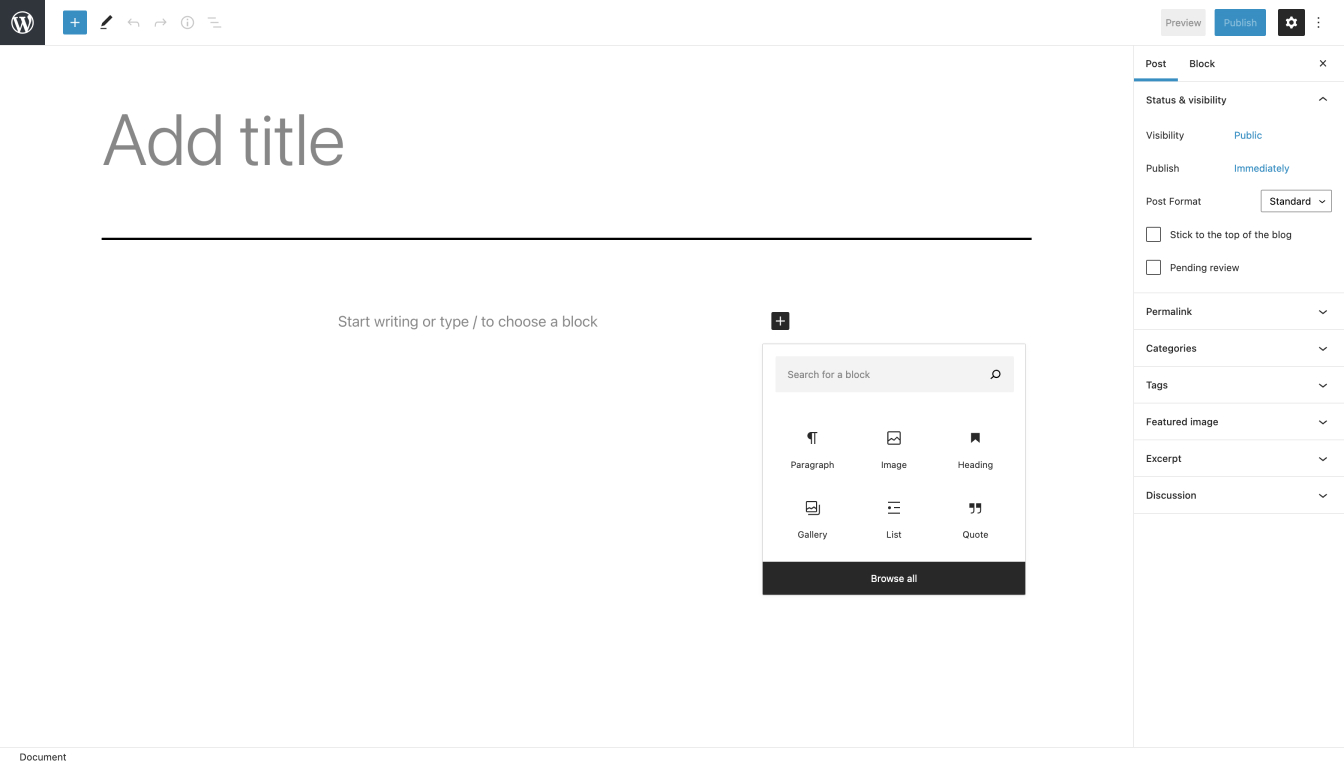 Preview
Publish
Post
Block
Add title
Status & visibility
Visibility
Public
Publish
Immediately
Post Format
Standard
Stick to the top of the blog
Pending review
Permalink
Categories
Tags
Featured image
Excerpt
Discussion
Start writing or type / to choose a block
Search for a block
Paragraph
Image
Heading
Gallery
List
Quote
Browse all
Document